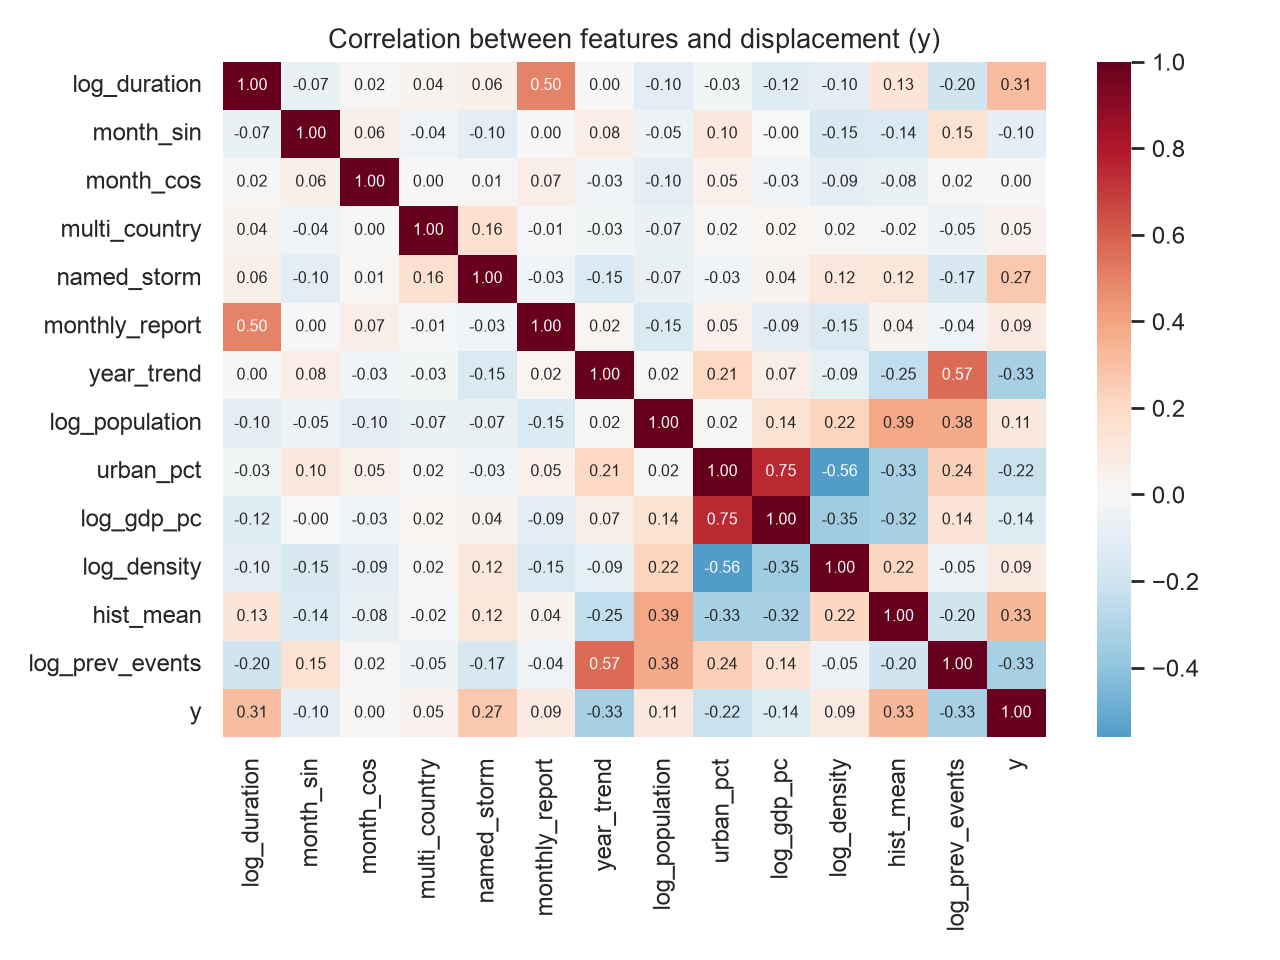 Correlation between features and displacement (y)
log_duration 1.00 -0.07 0.02 0.04 0.06 0.50 0.00 -0.10 -0.03 -0.12 -0.10 0.13 -0.20 0.31
month_sin -0.07 1.00 0.06 -0.04 -0.10 0.00 0.08 -0.05 0.10 -0.00 -0.15 -0.14 0.15 -0.10
month_cos 0.02 0.06 1.00 0.00 0.01 0.07 -0.03 -0.10 0.05 -0.03 -0.09 -0.08 0.02 0.00
multi_country 0.04 -0.04 0.00 1.00 0.16 -0.01 -0.03 -0.07 0.02 0.02 0.02 -0.02 -0.05 0.05
named_storm 0.06 -0.10 0.01 0.16 1.00 -0.03 -0.15 -0.07 -0.03 0.04 0.12 0.12 -0.17 0.27
monthly_report 0.50 0.00 0.07 -0.01 -0.03 1.00 0.02 -0.15 0.05 -0.09 -0.15 0.04 -0.04 0.09
year_trend 0.00 0.08 -0.03 -0.03 -0.15 0.02 1.00 0.02 0.21 0.07 -0.09 -0.25 0.57 -0.33
log_population -0.10 -0.05 -0.10 -0.07 -0.07 -0.15 0.02 1.00 0.02 0.14 0.22 0.39 0.38 0.11
urban_pct -0.03 0.10 0.05 0.02 -0.03 0.05 0.21 0.02 1.00 0.75 -0.56 -0.33 0.24 -0.22
log_gdp_pc -0.12 -0.00 -0.03 0.02 0.04 -0.09 0.07 0.14 0.75 1.00 -0.35 -0.32 0.14 -0.14
log_density -0.10 -0.15 -0.09 0.02 0.12 -0.15 -0.09 0.22 -0.56 -0.35 1.00 0.22 -0.05 0.09
hist_mean 0.13 -0.14 -0.08 -0.02 0.12 0.04 -0.25 0.39 -0.33 -0.32 0.22 1.00 -0.20 0.33
log_prev_events -0.20 0.15 0.02 -0.05 -0.17 -0.04 0.57 0.38 0.24 0.14 -0.05 -0.20 1.00 -0.33
y 0.31 -0.10 0.00 0.05 0.27 0.09 -0.33 0.11 -0.22 -0.14 0.09 0.33 -0.33 1.00
log_duration
month_sin
month_cos
multi_country
named_storm
monthly_report
year_trend
log_population
urban_pct
log_gdp_pc
log_density
hist_mean
log_prev_events
y
1.0
0.8
0.6
0.4
0.2
0.0
−0.2
−0.4